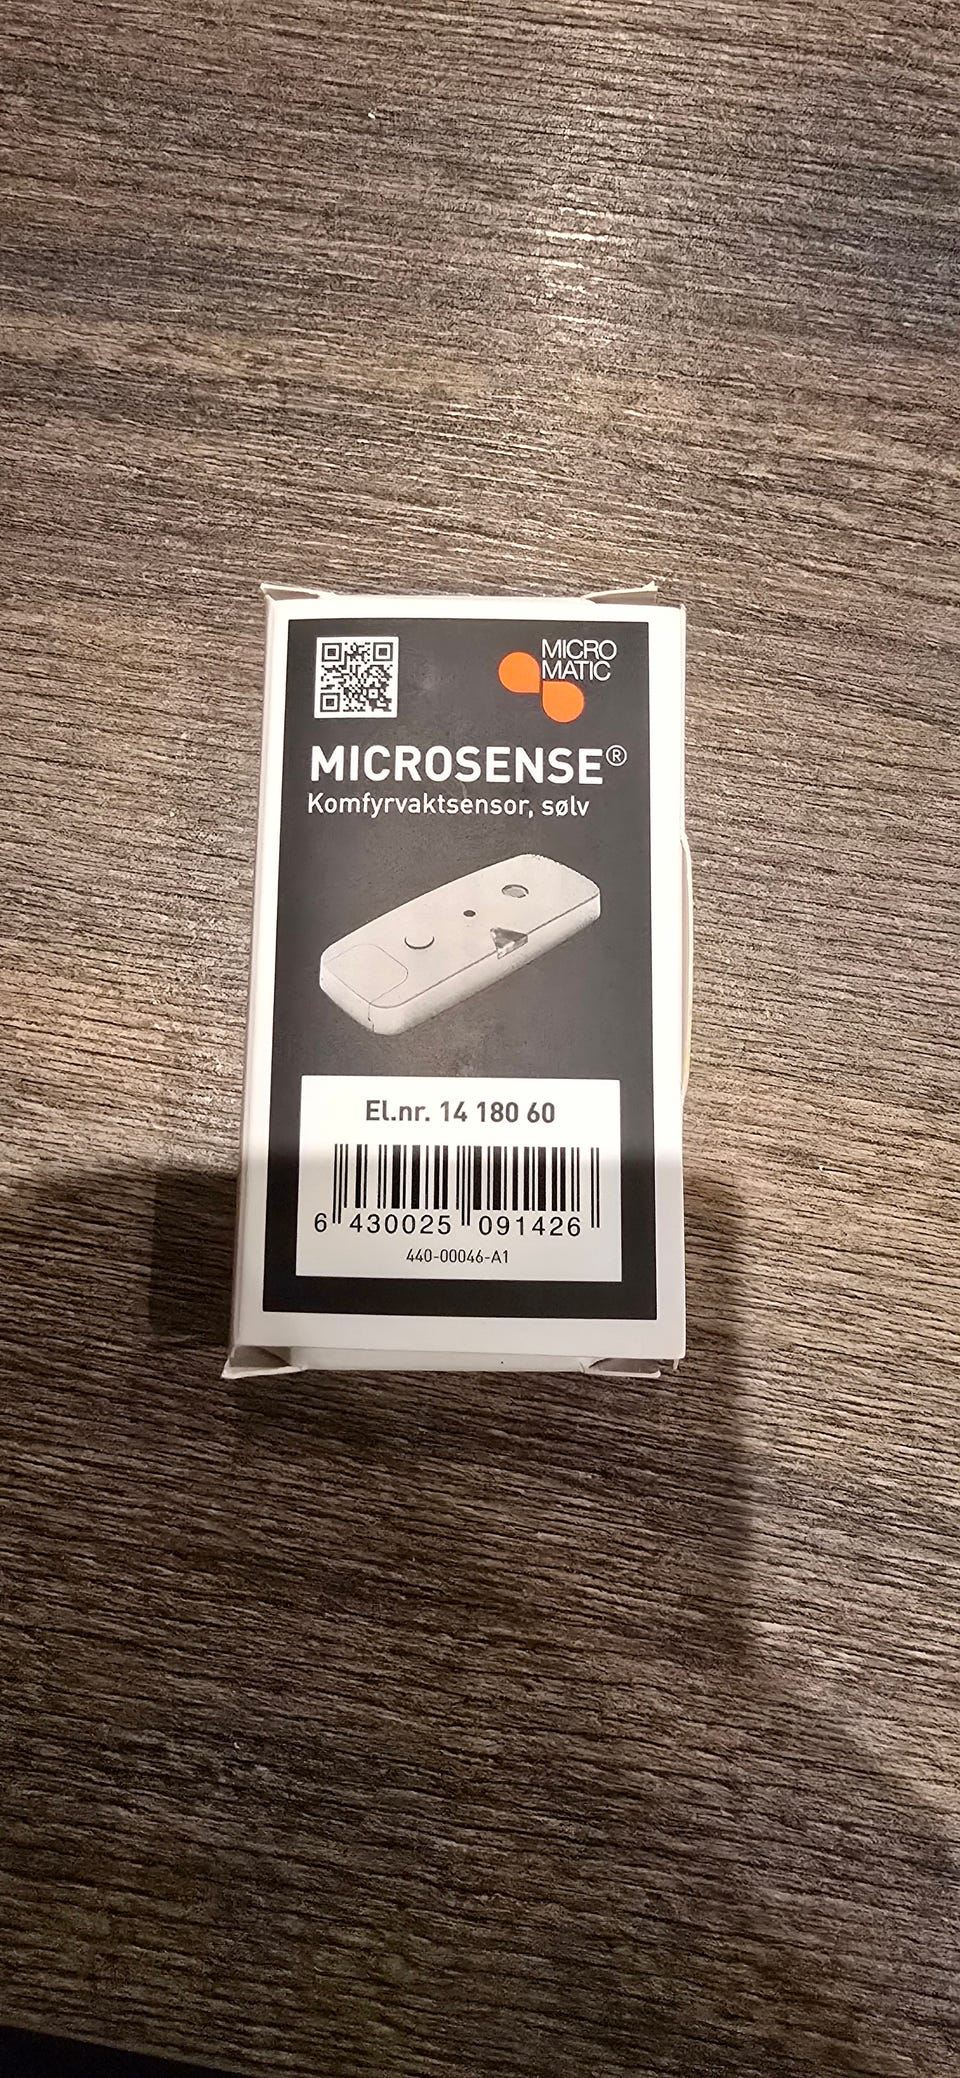 MICRO
MATIC
MICROSENSE®
Komfyrvaktsensor, sølv
El.nr. 14 180 60
6 430025 091426
440-00046-A1